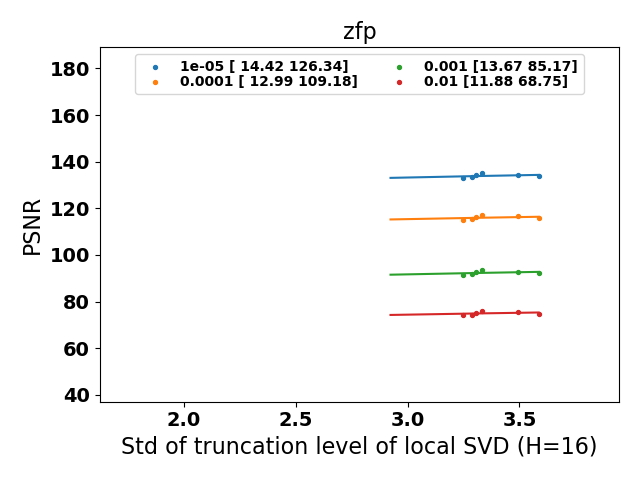 zfp
1e-05 [ 14.42 126.34]
0.0001 [ 12.99 109.18]
0.001 [13.67 85.17]
0.01 [11.88 68.75]
PSNR
180
160
140
120
100
80
60
40
2.0 2.5 3.0 3.5
Std of truncation level of local SVD (H=16)